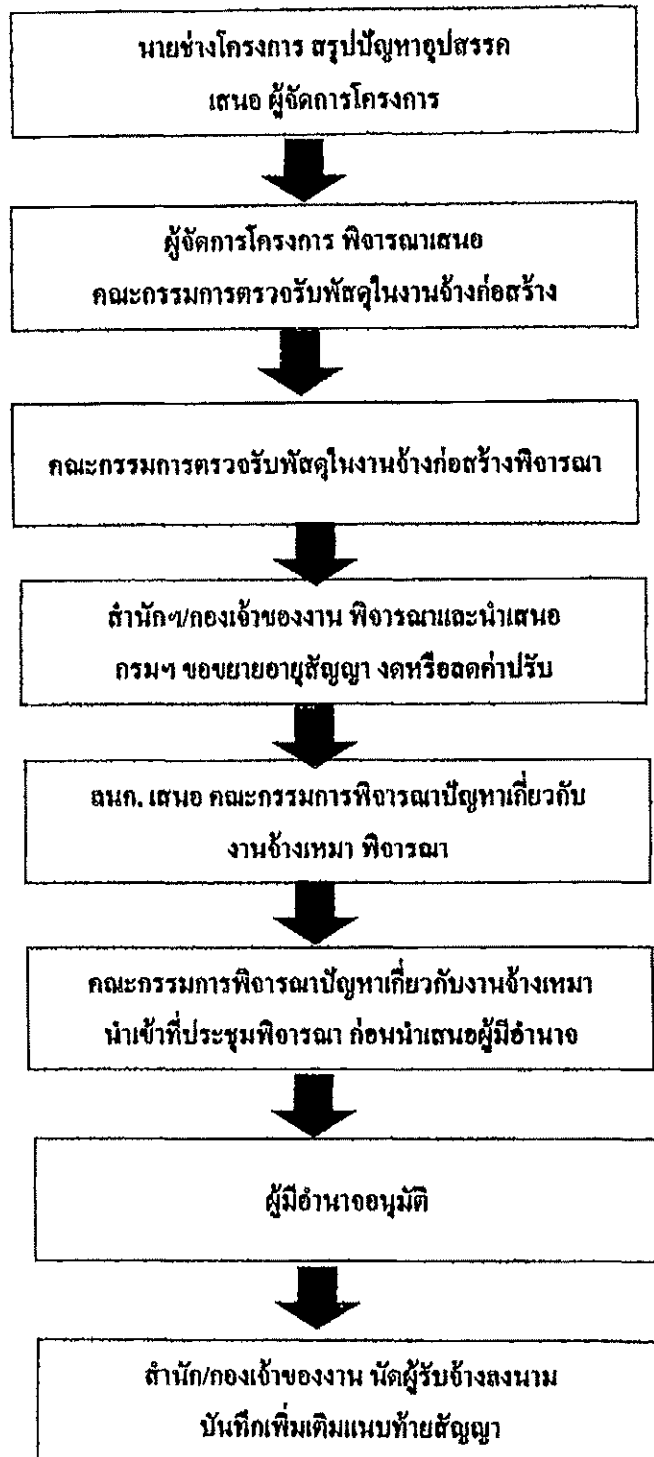 นายช่างโครงการ สรุปปัญหาอุปสรรค
เสนอ ผู้จัดการโครงการ
ผู้จัดการโครงการ พิจารณาเสนอ
คณะกรรมการตรวจรับพัสดุในงานจ้างก่อสร้าง
คณะกรรมการตรวจรับพัสดุในงานจ้างก่อสร้างพิจารณา
สำนักฯ/กองเจ้าของงาน พิจารณาและนำเสนอ
กรมฯ ขอขยายอายุสัญญา งดหรือลดค่าปรับ
ลนก. เสนอ คณะกรรมการพิจารณาปัญหาเกี่ยวกับ
งานจ้างเหมา พิจารณา
คณะกรรมการพิจารณาปัญหาเกี่ยวกับงานจ้างเหมา
นำเข้าที่ประชุมพิจารณา ก่อนนำเสนอผู้มีอำนาจ
ผู้มีอำนาจอนุมัติ
สำนัก/กองเจ้าของงาน นัดผู้รับจ้างลงนาม
บันทึกเพิ่มเติมแนบท้ายสัญญา